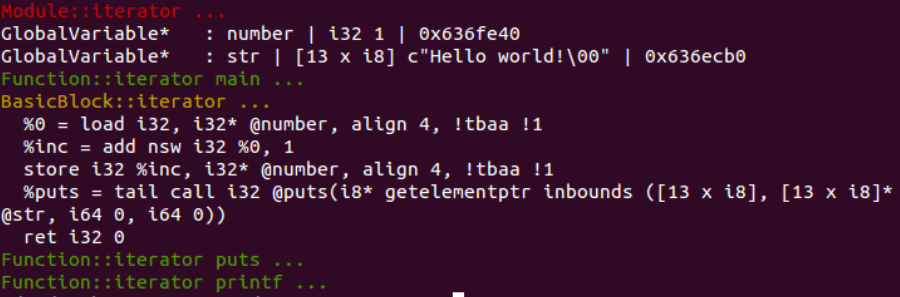 Module::iterator ...
GlobalVariable*   : number | i32 1 | 0x636fe40
GlobalVariable*   : str | [13 x i8] c"Hello world!\00" | 0x636ecb0
Function::iterator main ...
BasicBlock::iterator ...
  %0 = load i32, i32* @number, align 4, !tbaa !1
  %inc = add nsw i32 %0, 1
  store i32 %inc, i32* @number, align 4, !tbaa !1
  %puts = tail call i32 @puts(i8* getelementptr inbounds ([13 x i8], [13 x i8]*
@str, i64 0, i64 0))
  ret i32 0
Function::iterator puts ...
Function::iterator printf ...